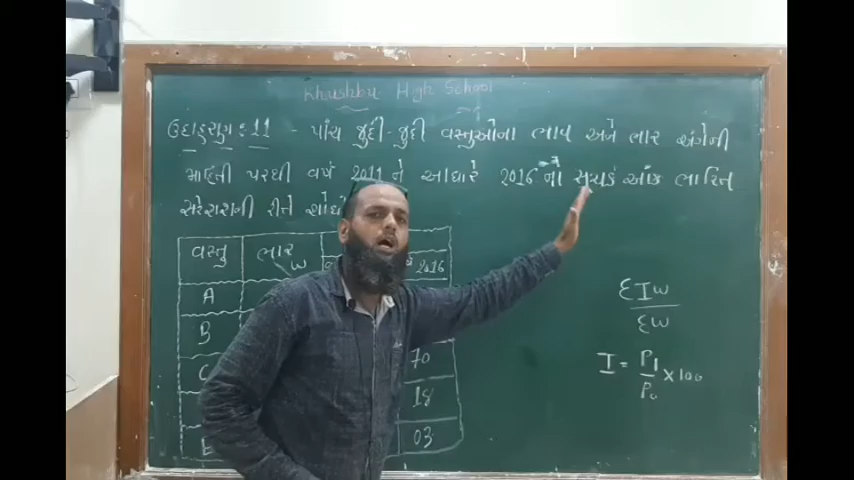 Khushbu High School
ઉદાહરણ : 11 - પાંચ જુદી-જુદી વસ્તુઓના ભાવ અને ભાર અંગેની
માહિતી પરથી વર્ષ 2011 ને આધારે 2016 નો સૂચક આંક ભારિત
સરેરાશની રીતે શોધો
વસ્તુ ભાર W 2016
A
B
C 70
18
03
ΣIW
ΣW
I = P1/P0 × 100